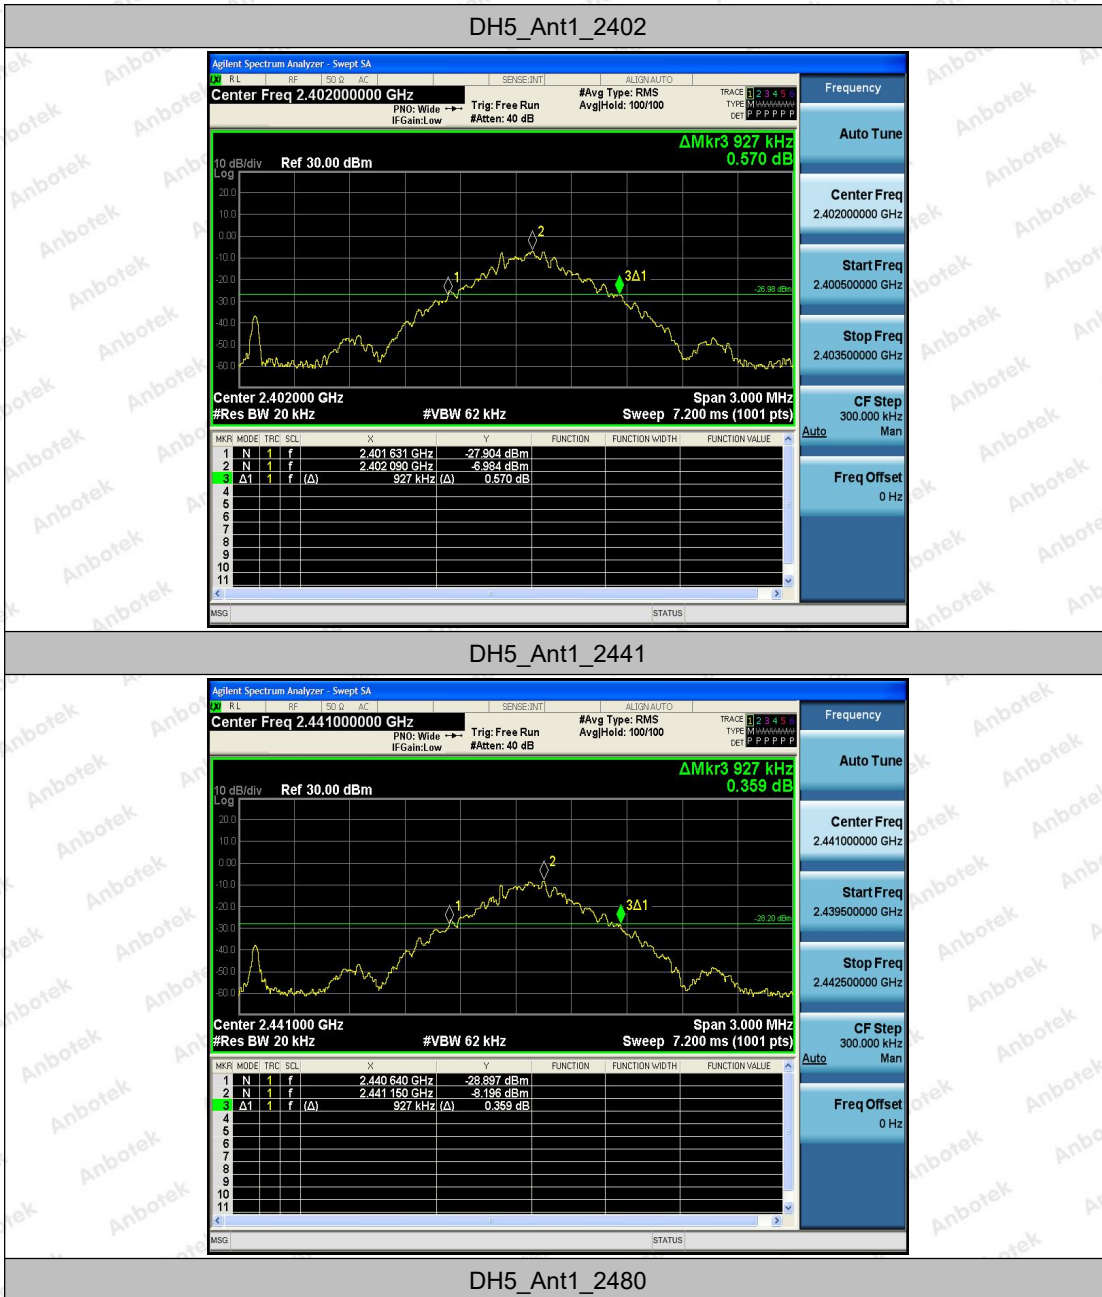 DH5_Ant1_2402
Agilent Spectrum Analyzer - Swept SA
LXI RL RF 50 Ω AC SENSE:INT ALIGNAUTO
Center Freq 2.402000000 GHz
PNO: Wide
IFGain:Low
Trig: Free Run
#Atten: 40 dB
#Avg Type: RMS
Avg|Hold: 100/100
TRACE 1 2 3 4 5 6
TYPE M
DET P P P P P P
ΔMkr3 927 kHz
0.570 dB
10 dB/div Ref 30.00 dBm
Log
20.0
10.0
0.00
-10.0
-20.0
-30.0
-40.0
-50.0
-60.0
1
2
3Δ1
-26.98 dBm
Center 2.402000 GHz Span 3.000 MHz
#Res BW 20 kHz #VBW 62 kHz Sweep 7.200 ms (1001 pts)
MKR MODE TRC SCL X Y FUNCTION FUNCTION WIDTH FUNCTION VALUE
1 N 1 f 2.401 631 GHz -27.904 dBm
2 N 1 f 2.402 090 GHz -6.984 dBm
3 Δ1 1 f (Δ) 927 kHz (Δ) 0.570 dB
4
5
6
7
8
9
10
11
MSG STATUS
Frequency
Auto Tune
Center Freq
2.402000000 GHz
Start Freq
2.400500000 GHz
Stop Freq
2.403500000 GHz
CF Step
300.000 kHz
Auto Man
Freq Offset
0 Hz
DH5_Ant1_2441
Agilent Spectrum Analyzer - Swept SA
LXI RL RF 50 Ω AC SENSE:INT ALIGNAUTO
Center Freq 2.441000000 GHz
PNO: Wide
IFGain:Low
Trig: Free Run
#Atten: 40 dB
#Avg Type: RMS
Avg|Hold: 100/100
TRACE 1 2 3 4 5 6
TYPE M
DET P P P P P P
ΔMkr3 927 kHz
0.359 dB
10 dB/div Ref 30.00 dBm
Log
20.0
10.0
0.00
-10.0
-20.0
-30.0
-40.0
-50.0
-60.0
1
2
3Δ1
-28.20 dBm
Center 2.441000 GHz Span 3.000 MHz
#Res BW 20 kHz #VBW 62 kHz Sweep 7.200 ms (1001 pts)
MKR MODE TRC SCL X Y FUNCTION FUNCTION WIDTH FUNCTION VALUE
1 N 1 f 2.440 640 GHz -28.897 dBm
2 N 1 f 2.441 150 GHz -8.196 dBm
3 Δ1 1 f (Δ) 927 kHz (Δ) 0.359 dB
4
5
6
7
8
9
10
11
MSG STATUS
Frequency
Auto Tune
Center Freq
2.441000000 GHz
Start Freq
2.439500000 GHz
Stop Freq
2.442500000 GHz
CF Step
300.000 kHz
Auto Man
Freq Offset
0 Hz
DH5_Ant1_2480
Anbotek